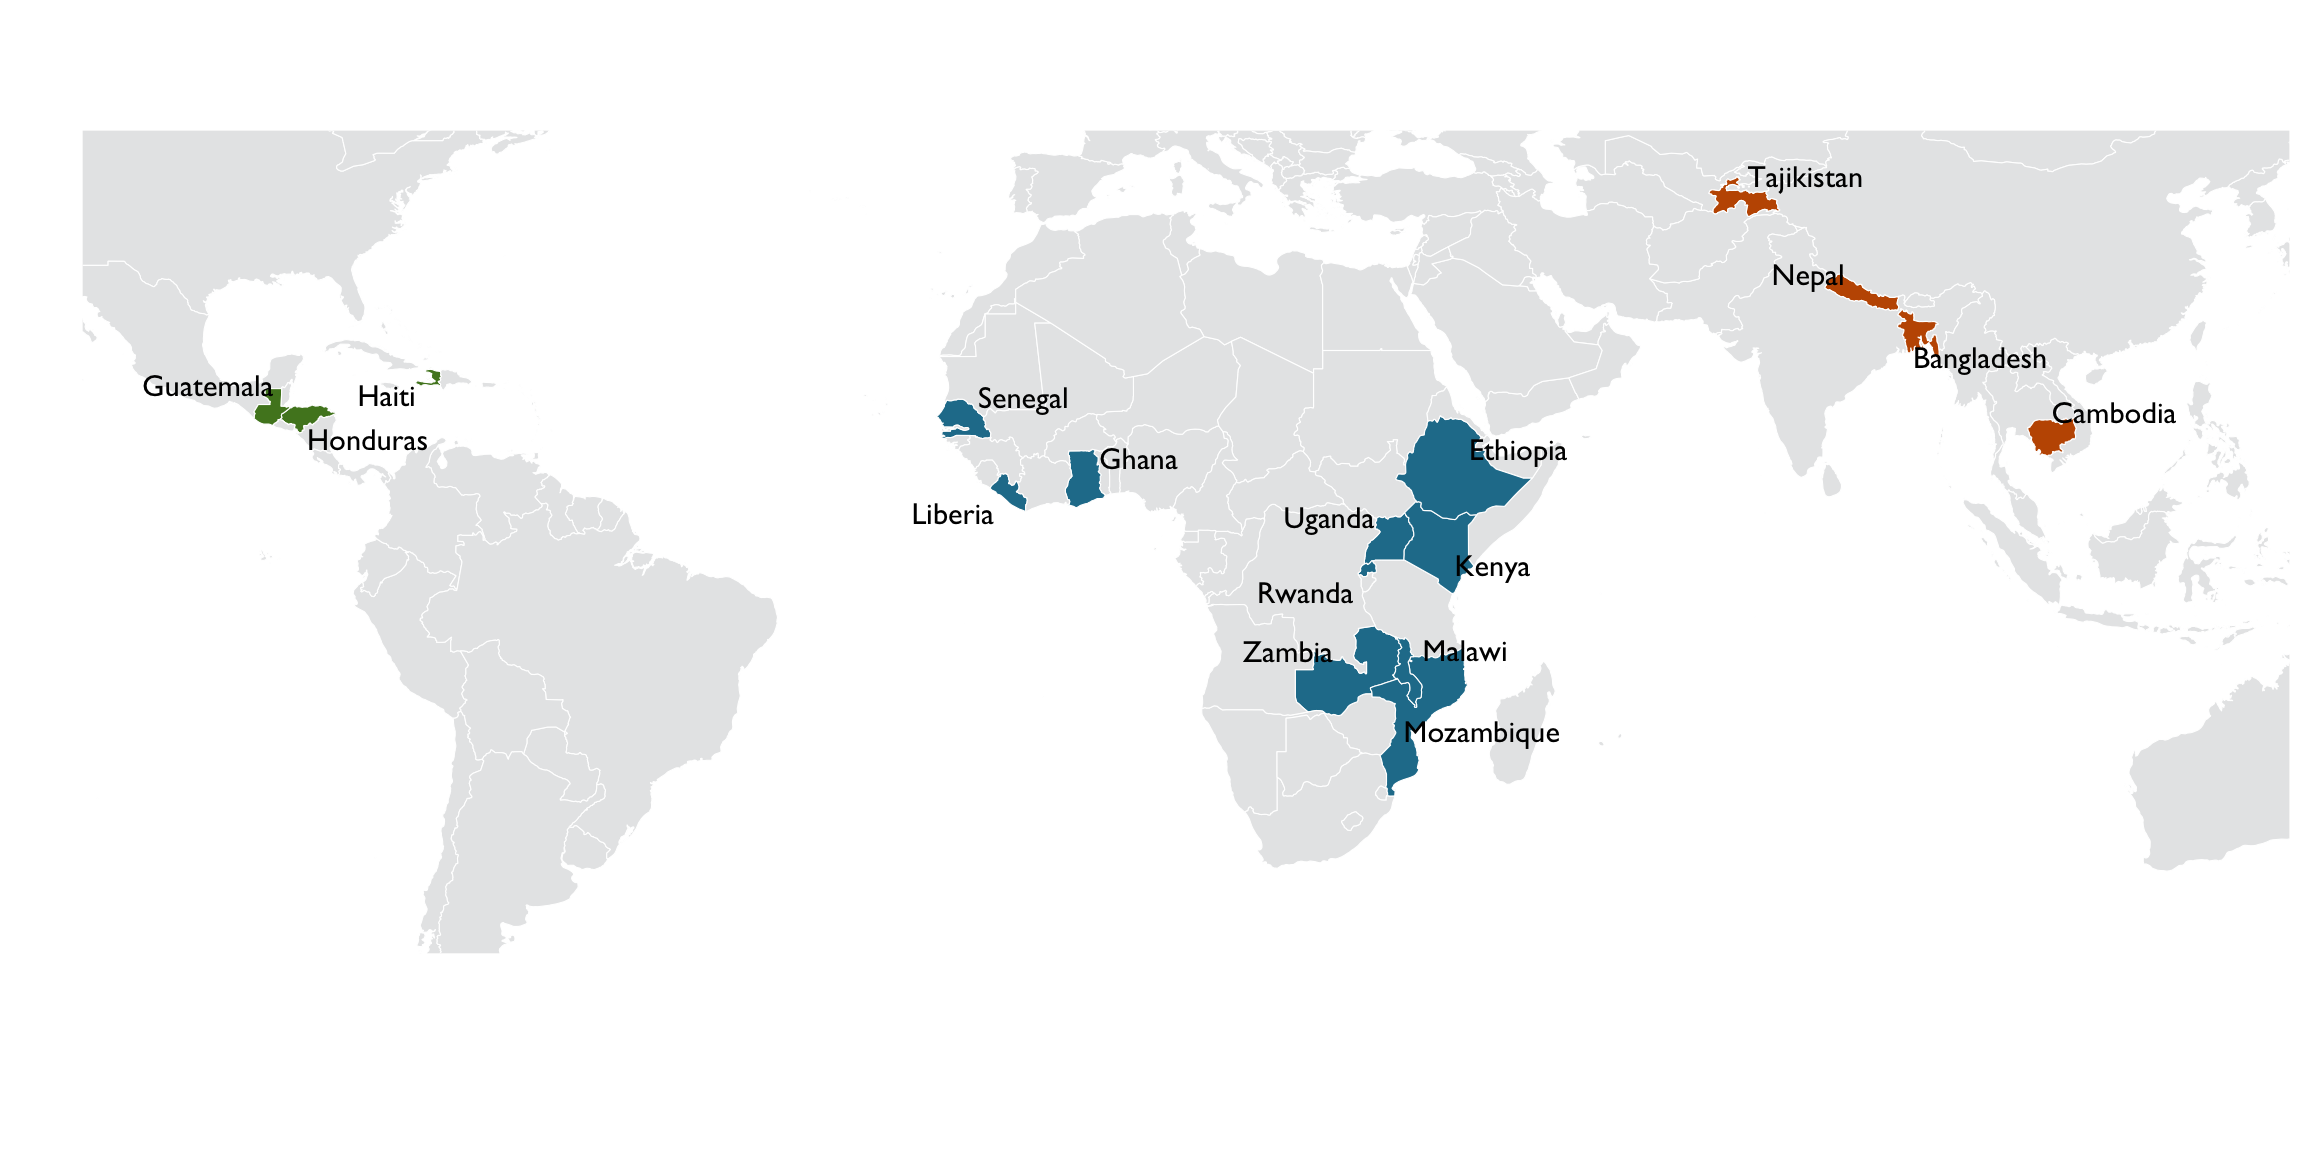 Tajikistan
Nepal
Bangladesh
Guatemala
Haiti
Senegal
Cambodia
Honduras
Ghana
Ethiopia
Liberia
Uganda
Kenya
Rwanda
Zambia
Malawi
Mozambique